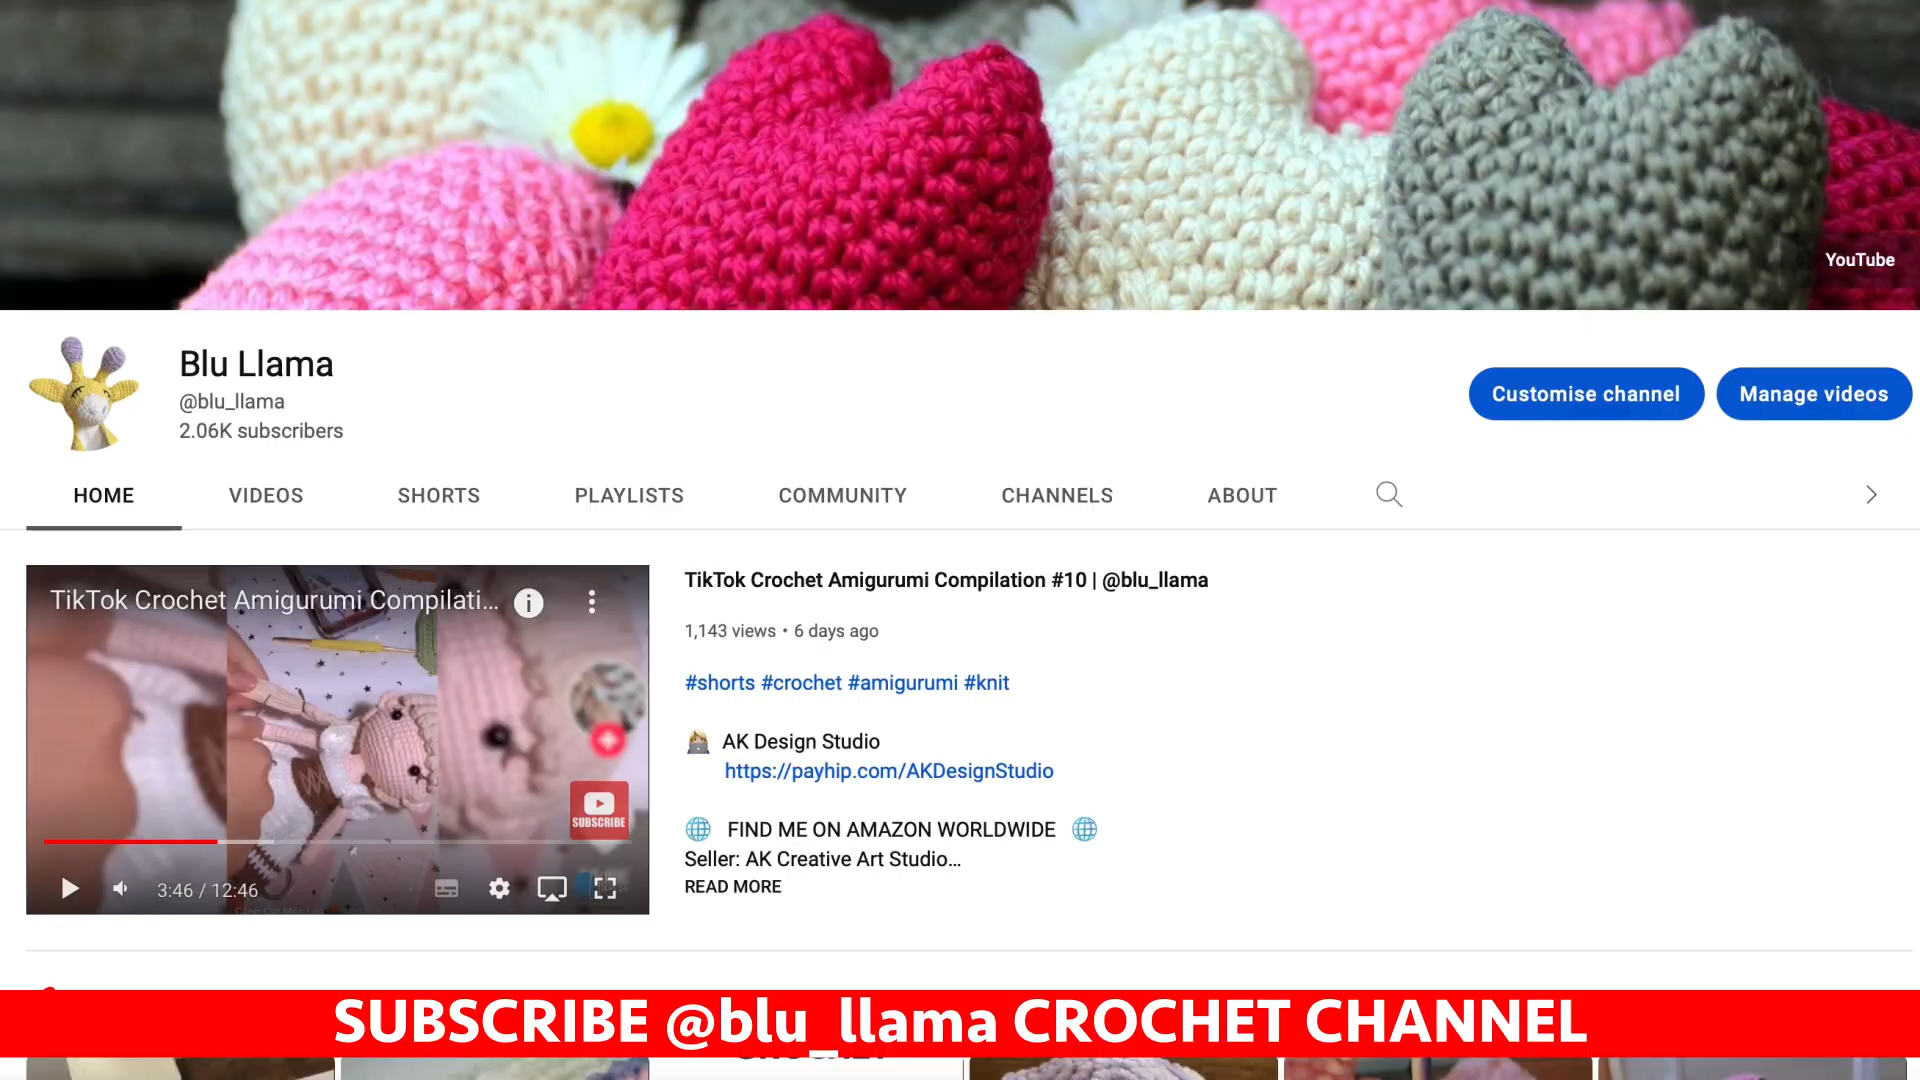 YouTube
Blu Llama
@blu_llama
2.06K subscribers
Customise channel
Manage videos
HOME
VIDEOS
SHORTS
PLAYLISTS
COMMUNITY
CHANNELS
ABOUT
TikTok Crochet Amigurumi Compilati...
SUBSCRIBE
3:46 / 12:46
TikTok Crochet Amigurumi Compilation #10 | @blu_llama
1,143 views • 6 days ago
#shorts #crochet #amigurumi #knit
AK Design Studio
https://payhip.com/AKDesignStudio
FIND ME ON AMAZON WORLDWIDE
Seller: AK Creative Art Studio...
READ MORE
SUBSCRIBE @blu_llama CROCHET CHANNEL